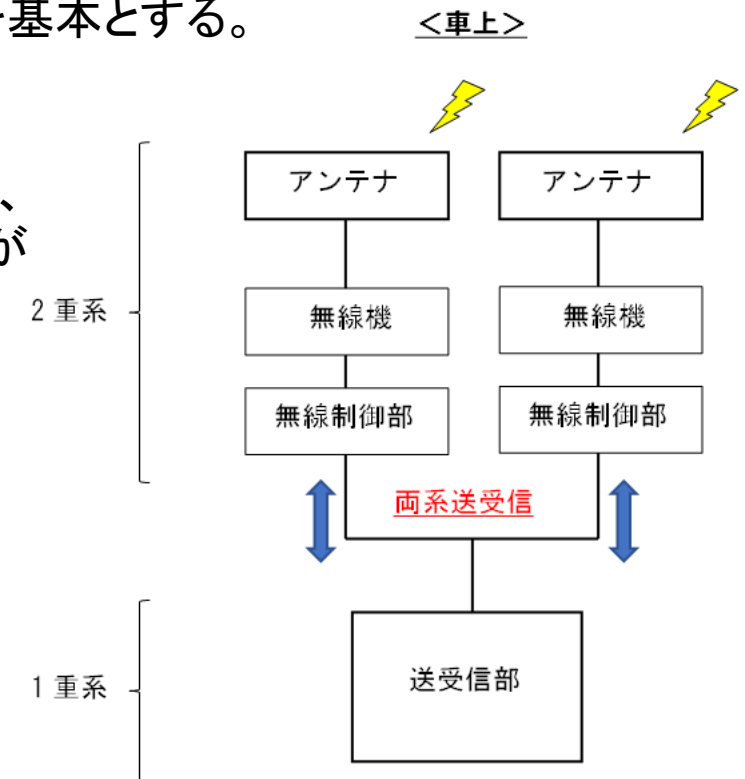 を基本とする。
＜車上＞
アンテナ アンテナ
、
が
2重系
無線機 無線機
無線制御部 無線制御部
両系送受信
1重系
送受信部